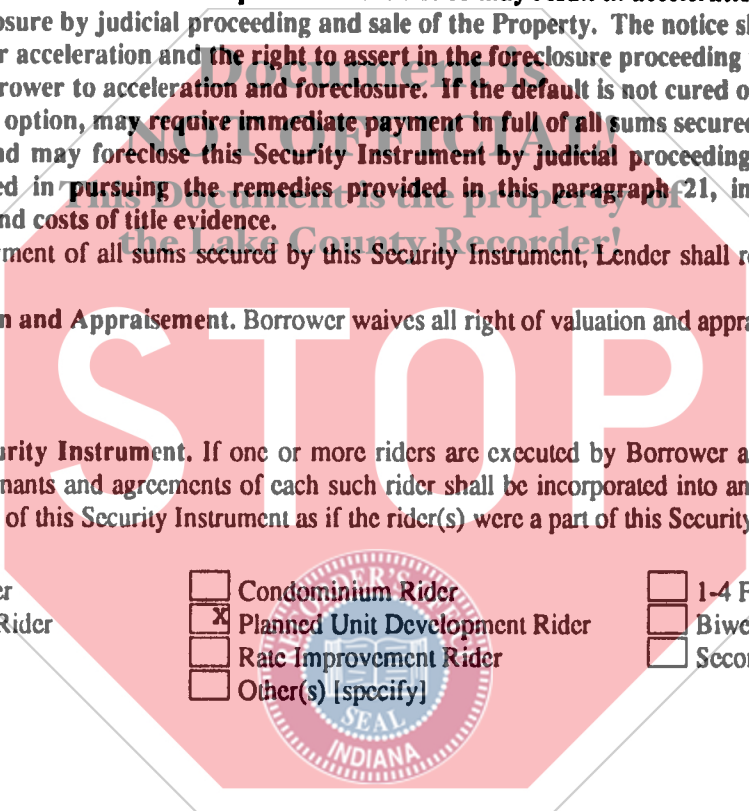 osure by judicial proceeding and sale of the Property. The notice s
r acceleration and the right to assert in the foreclosure proceeding
rower to acceleration and foreclosure. If the default is not cured o
option, may require immediate payment in full of all sums secured
nd may foreclose this Security Instrument by judicial proceeding
ed in pursuing the remedies provided in this paragraph 21, in
nd costs of title evidence.
ment of all sums secured by this Security Instrument, Lender shall r
n and Appraisement. Borrower waives all right of valuation and appra
urity Instrument. If one or more riders are executed by Borrower a
nants and agreements of each such rider shall be incorporated into an
of this Security Instrument as if the rider(s) were a part of this Security
er
Condominium Rider
1-4 F
Rider
X Planned Unit Development Rider
Biwe
Rate Improvement Rider
Secon
Other(s) [specify]
Document is
NOT OFFICIAL!
This Document is the property of
the Lake County Recorder!
STOP
RECORDER'S
SEAL
INDIANA